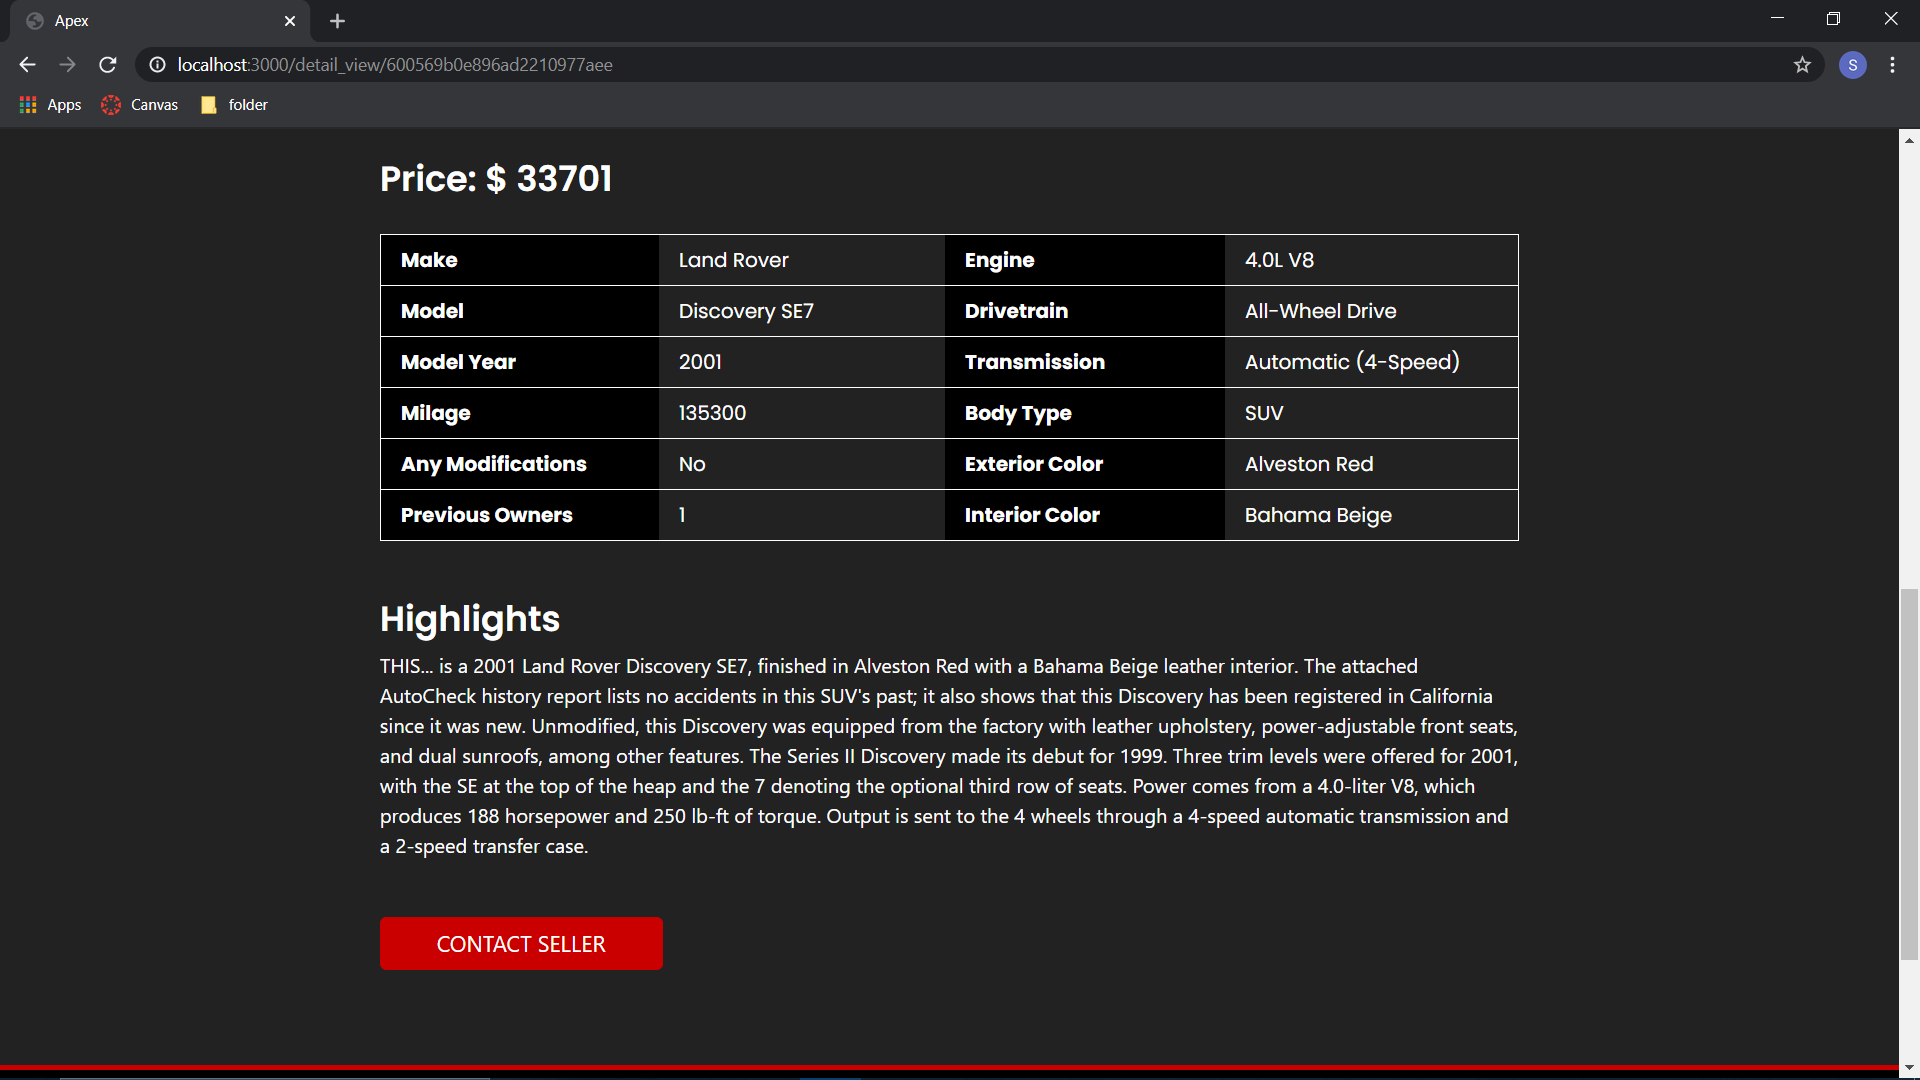 Apex
localhost:3000/detail_view/600569b0e896ad2210977aee
S
Apps Canvas folder
Price: $ 33701
Make Land Rover Engine 4.0L V8
Model Discovery SE7 Drivetrain All-Wheel Drive
Model Year 2001 Transmission Automatic (4-Speed)
Milage 135300 Body Type SUV
Any Modifications No Exterior Color Alveston Red
Previous Owners 1 Interior Color Bahama Beige
Highlights
THIS... is a 2001 Land Rover Discovery SE7, finished in Alveston Red with a Bahama Beige leather interior. The attached
AutoCheck history report lists no accidents in this SUV's past; it also shows that this Discovery has been registered in California
since it was new. Unmodified, this Discovery was equipped from the factory with leather upholstery, power-adjustable front seats,
and dual sunroofs, among other features. The Series II Discovery made its debut for 1999. Three trim levels were offered for 2001,
with the SE at the top of the heap and the 7 denoting the optional third row of seats. Power comes from a 4.0-liter V8, which
produces 188 horsepower and 250 lb-ft of torque. Output is sent to the 4 wheels through a 4-speed automatic transmission and
a 2-speed transfer case.
CONTACT SELLER